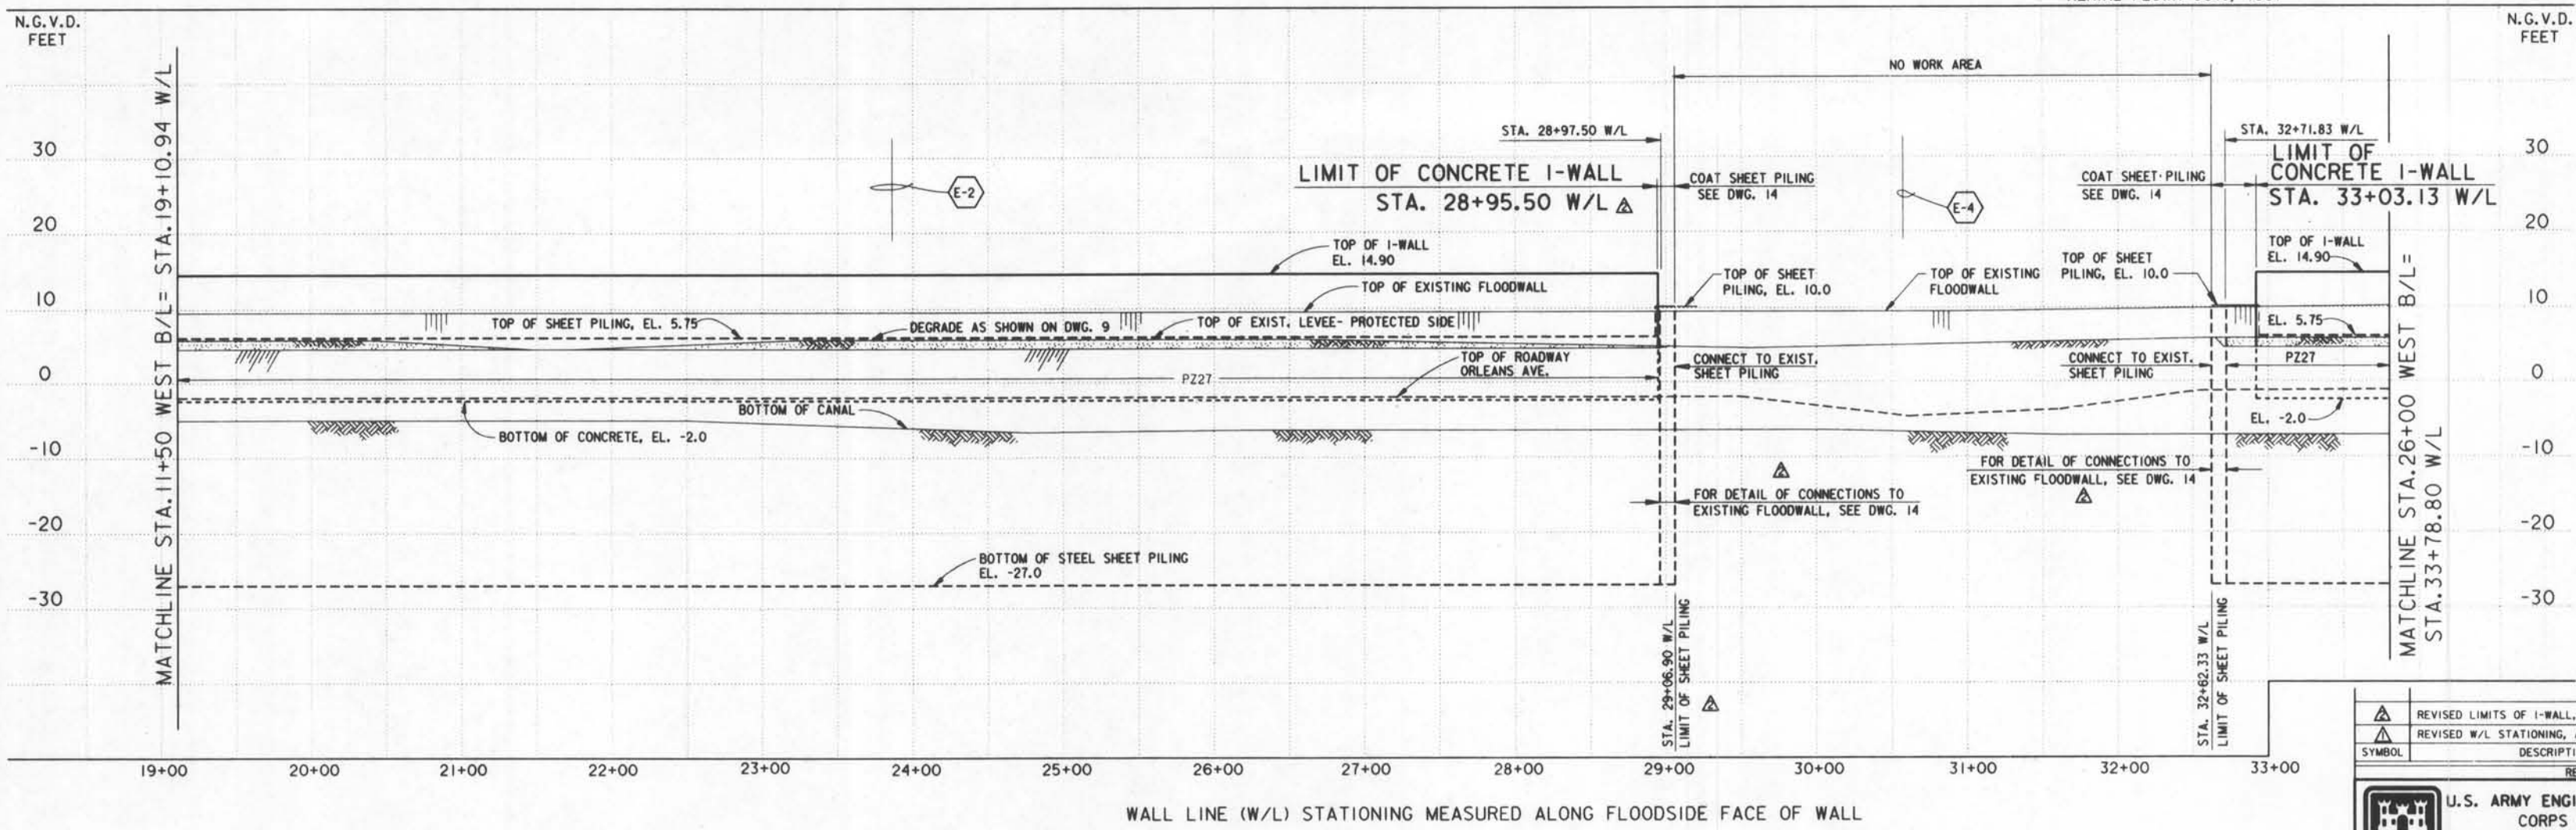 N.G.V.D.
FEET
N.G.V.D.
FEET
NO WORK AREA
STA. 28+97.50 W/L
STA. 32+71.83 W/L
30
20
10
0
-10
-20
-30
30
20
10
0
-10
-20
-30
MATCHLINE STA.11+50 WEST B/L= STA.19+10.94 W/L
E-2
LIMIT OF CONCRETE I-WALL
STA. 28+95.50 W/L 2
COAT SHEET PILING
SEE DWG. 14
E-4
COAT SHEET PILING
SEE DWG. 14
LIMIT OF
CONCRETE I-WALL
STA. 33+03.13 W/L
TOP OF I-WALL
EL. 14.90
TOP OF EXISTING FLOODWALL
TOP OF SHEET
PILING, EL. 10.0
TOP OF EXISTING
FLOODWALL
TOP OF SHEET
PILING, EL. 10.0
TOP OF I-WALL
EL. 14.90
TOP OF SHEET PILING, EL. 5.75
DEGRADE AS SHOWN ON DWG. 9
TOP OF EXIST. LEVEE- PROTECTED SIDE
EL. 5.75
TOP OF ROADWAY
ORLEANS AVE.
CONNECT TO EXIST.
SHEET PILING
CONNECT TO EXIST.
SHEET PILING
PZ27
PZ27
BOTTOM OF CANAL
BOTTOM OF CONCRETE, EL. -2.0
EL. -2.0
2
FOR DETAIL OF CONNECTIONS TO
EXISTING FLOODWALL, SEE DWG. 14
FOR DETAIL OF CONNECTIONS TO
EXISTING FLOODWALL, SEE DWG. 14
2
BOTTOM OF STEEL SHEET PILING
EL. -27.0
STA. 29+06.90 W/L
LIMIT OF SHEET PILING
2
STA. 32+62.33 W/L
LIMIT OF SHEET PILING
MATCHLINE STA.26+00 WEST B/L=
STA.33+78.80 W/L
19+00 20+00 21+00 22+00 23+00 24+00 25+00 26+00 27+00 28+00 29+00 30+00 31+00 32+00 33+00
WALL LINE (W/L) STATIONING MEASURED ALONG FLOODSIDE FACE OF WALL
2 REVISED LIMITS OF I-WALL,
1 REVISED W/L STATIONING,
SYMBOL DESCRIPTI
RE
U.S. ARMY ENGI
CORPS